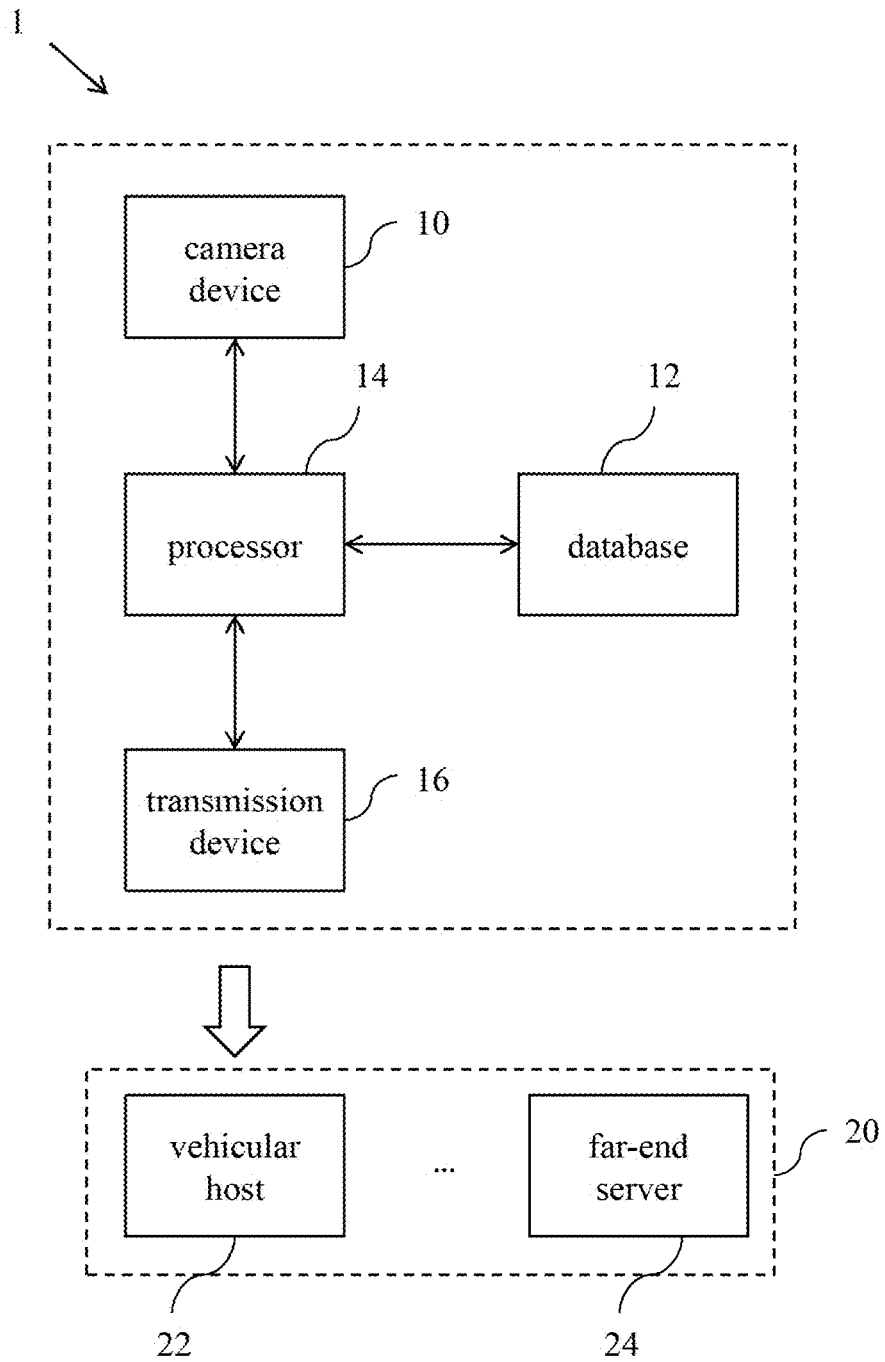 1
camera
device
10
14
12
processor
database
transmission
device
16
vehicular
host
...
far-end
server
20
22
24